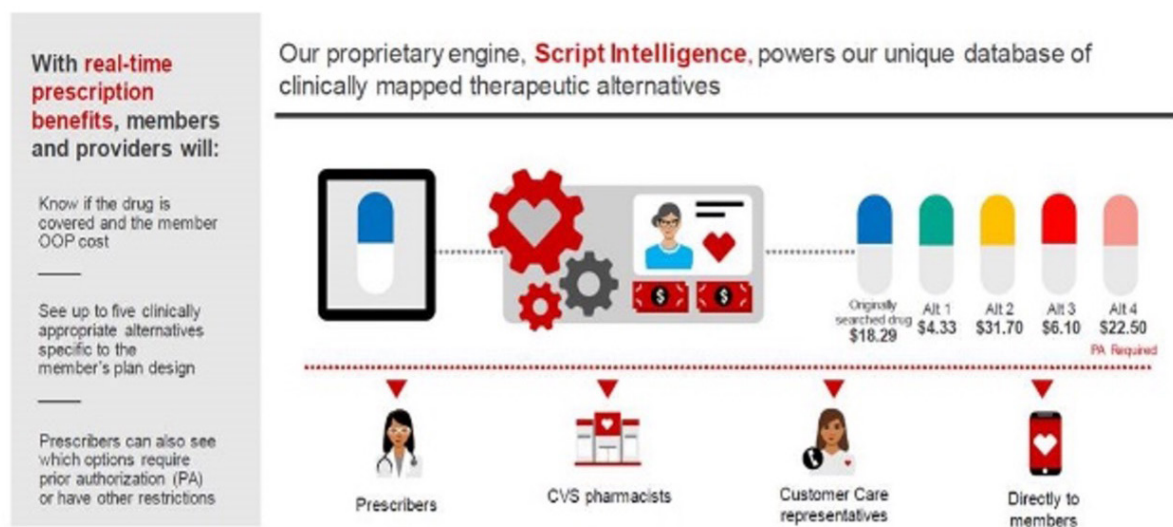 With real-time
prescription
benefits, members
and providers will:
Know if the drug is
covered and the member
OOP cost
See up to five clinically
appropriate alternatives
specific to the
member's plan design
Prescribers can also see
which options require
prior authorization (PA)
or have other restrictions
Our proprietary engine, Script Intelligence, powers our unique database of
clinically mapped therapeutic alternatives
$ $
Originally
searched drug
$18.29
Alt 1
$4.33
Alt 2
$31.70
Alt 3
$6.10
Alt 4
$22.50
PA Required
Prescribers
CVS pharmacists
Customer Care
representatives
Directly to
members